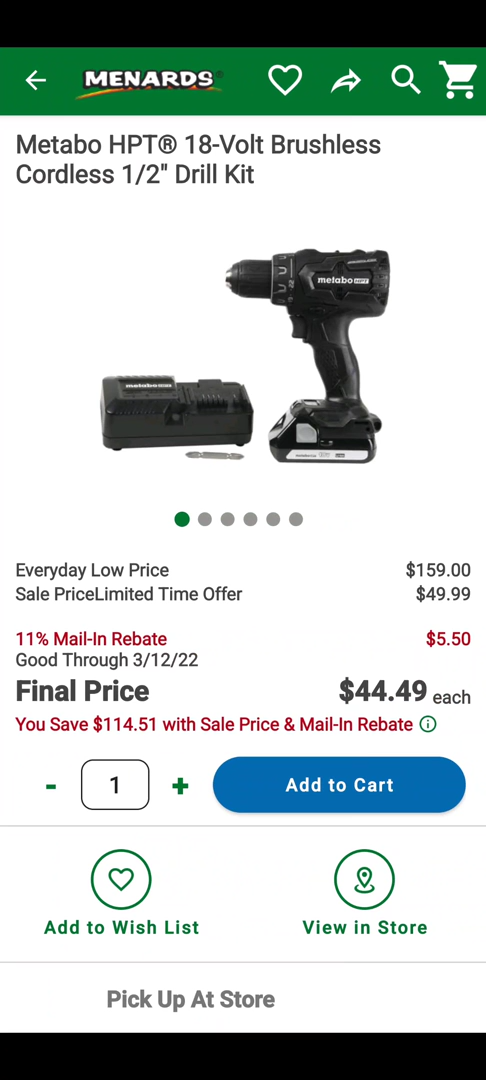 MENARDS
Metabo HPT® 18-Volt Brushless
Cordless 1/2" Drill Kit
metabo HPT
metabo
Everyday Low Price $159.00
Sale PriceLimited Time Offer $49.99
11% Mail-In Rebate $5.50
Good Through 3/12/22
Final Price $44.49 each
You Save $114.51 with Sale Price & Mail-In Rebate
- 1 + Add to Cart
Add to Wish List View in Store
Pick Up At Store